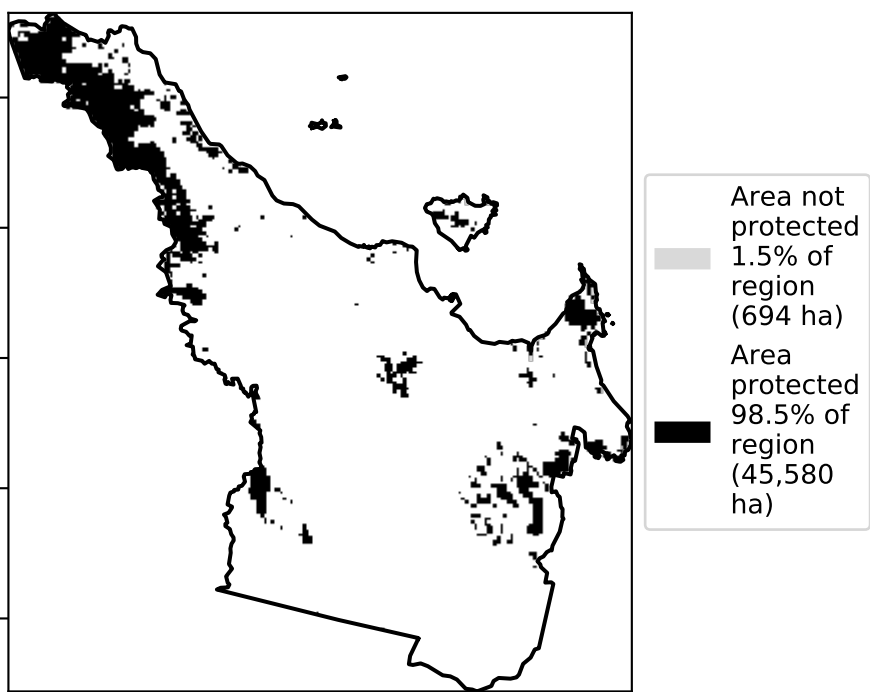 Area not
protected
1.5% of
region
(694 ha)
Area
protected
98.5% of
region
(45,580
ha)